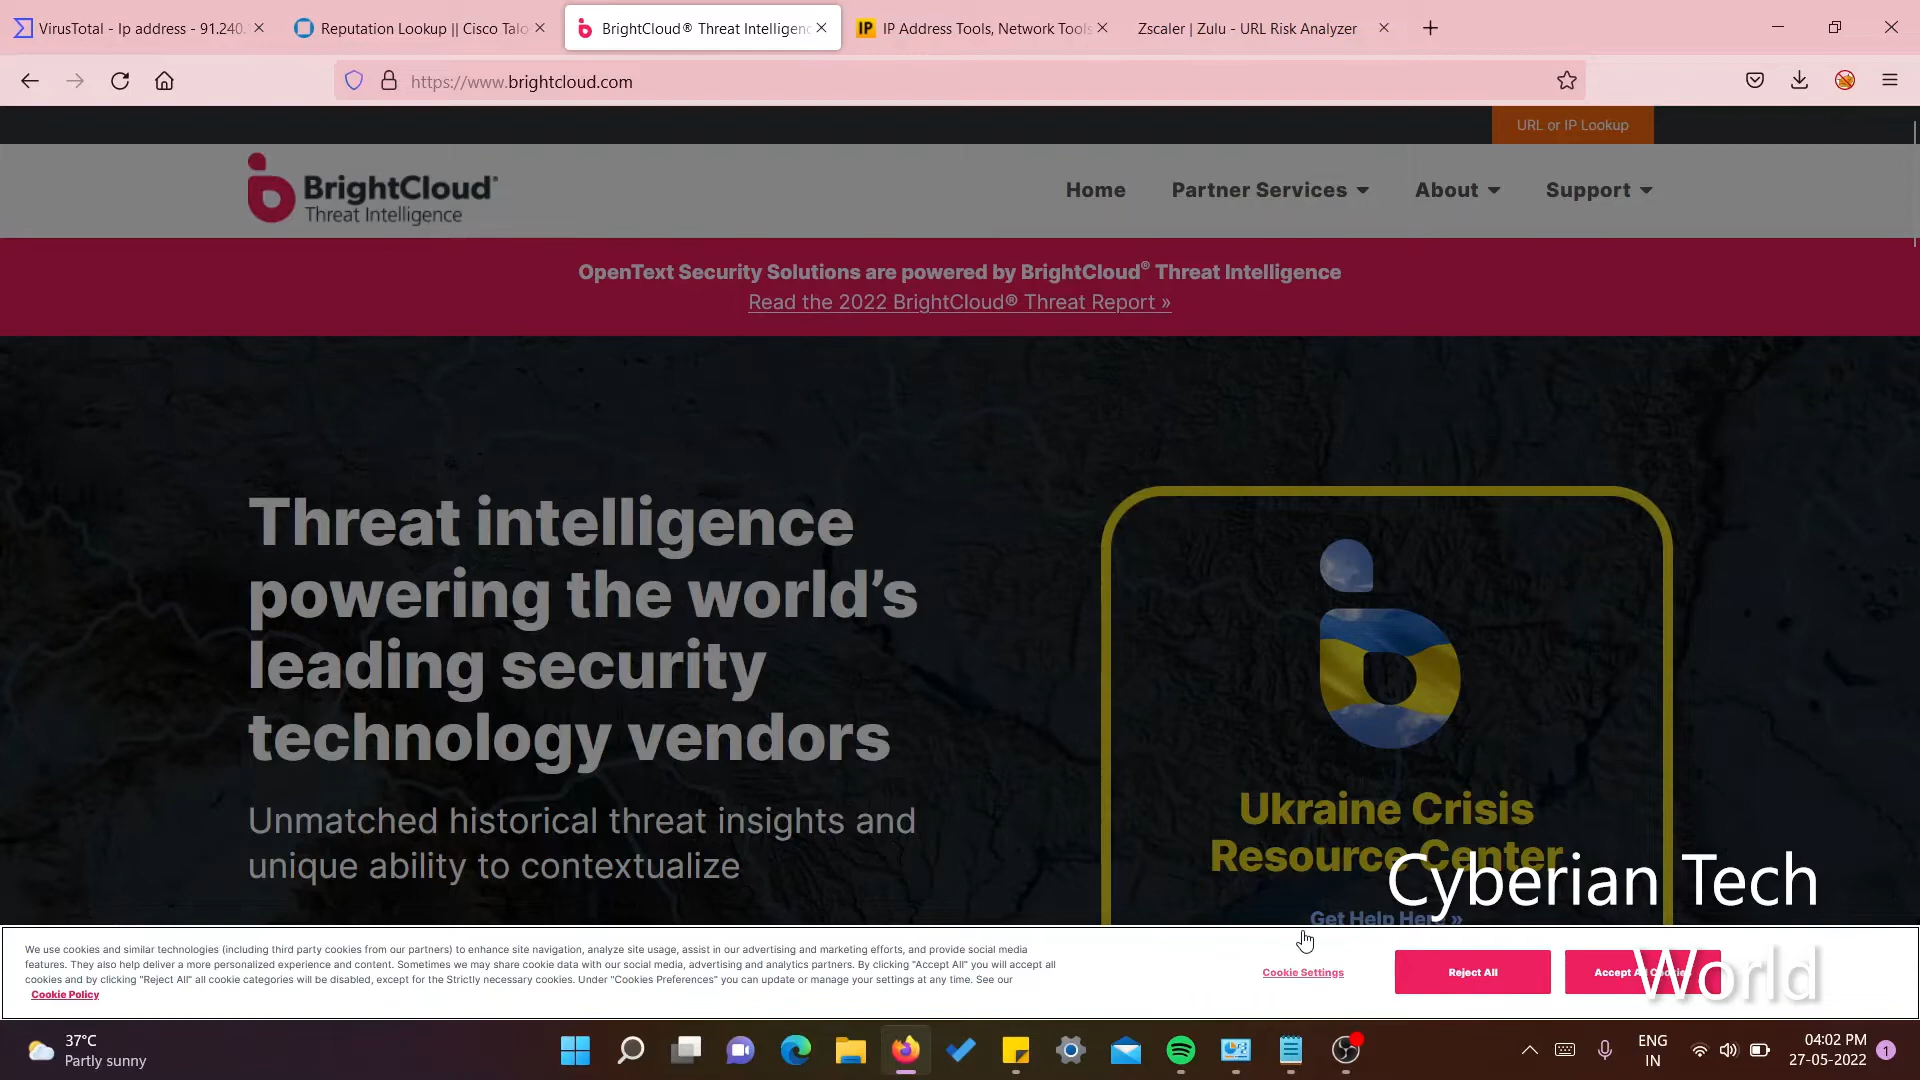 VirusTotal - Ip address - 91.240.
Reputation Lookup || Cisco Talo
BrightCloud® Threat Intelligenc
IP Address Tools, Network Tools
Zscaler | Zulu - URL Risk Analyzer
https://www.brightcloud.com
URL or IP Lookup
BrightCloud®
Threat Intelligence
Home
Partner Services
About
Support
OpenText Security Solutions are powered by BrightCloud® Threat Intelligence
Read the 2022 BrightCloud® Threat Report »
Threat intelligence
powering the world’s
leading security
technology vendors
Unmatched historical threat insights and
unique ability to contextualize
Ukraine Crisis
Resource Center
Get Help Here »
Cyberian Tech
World
We use cookies and similar technologies (including third party cookies from our partners) to enhance site navigation, analyze site usage, assist in our advertising and marketing efforts, and provide social media
features. They also help deliver a more personalized experience and content. Sometimes we may share cookie data with our social media, advertising and analytics partners. By clicking "Accept All" you will accept all
cookies and by clicking "Reject All" all cookie categories will be disabled, except for the Strictly necessary cookies. Under "Cookies Preferences" you can update or manage your settings at any time. See our
Cookie Policy
Cookie Settings
Reject All
Accept All Cookies
37°C
Partly sunny
ENG
IN
04:02 PM
27-05-2022
1